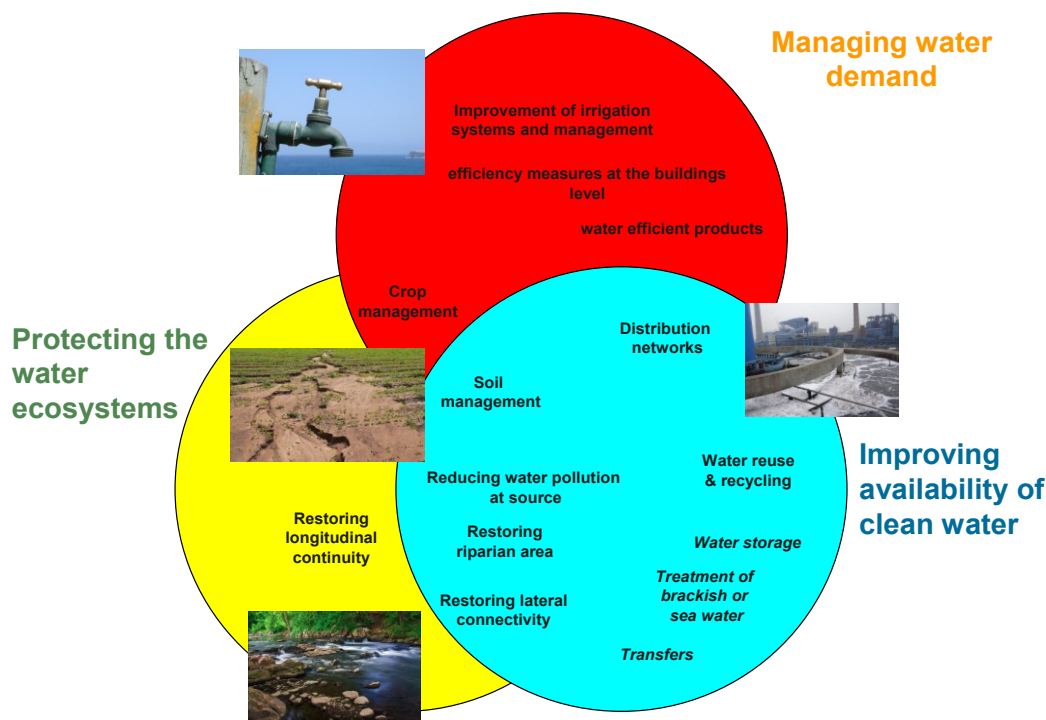 Managing water
demand
Improvement of irrigation
systems and management
efficiency measures at the buildings
level
water efficient products
Crop
management
Distribution
networks
Protecting the
water
ecosystems
Soil
management
Improving
availability of
clean water
Reducing water pollution
at source
Water reuse
& recycling
Restoring
longitudinal
continuity
Restoring
riparian area
Water storage
Treatment of
brackish or
sea water
Restoring lateral
connectivity
Transfers